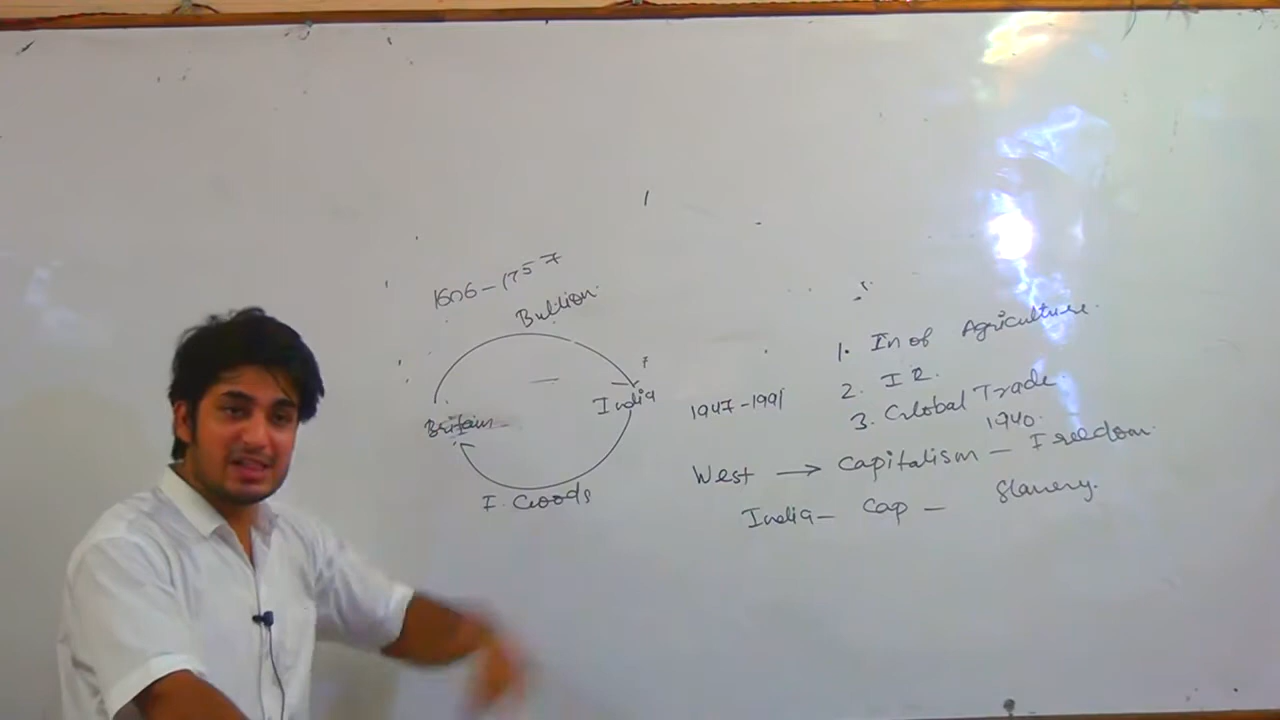 1606-1757
Bullion.
India
Britain
F. Goods
1. In of Agriculture.
2. I R.
3. Global Trade
1947-1991
1940.
West → Capitalism - Freedom.
India - Cap - Slavery.